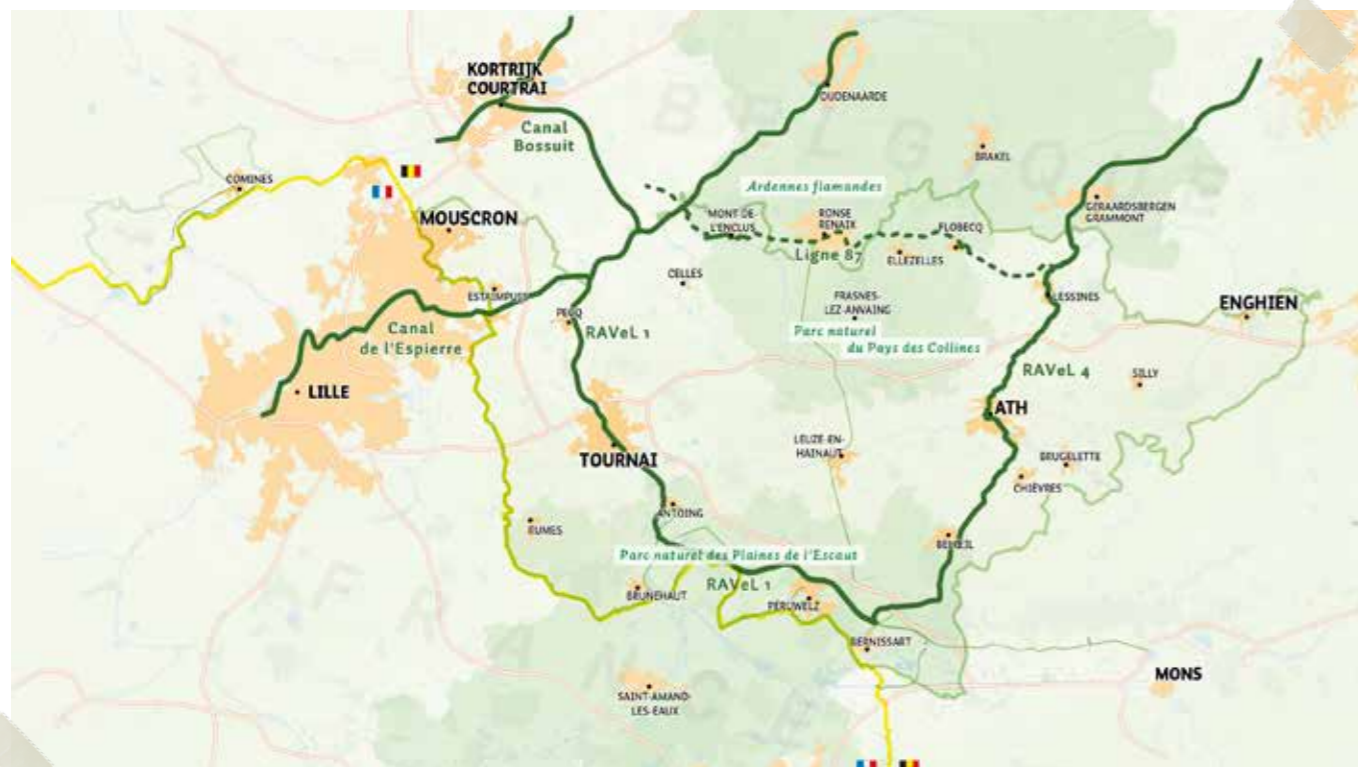 KORTRIJK
COURTRAI
OUDENAARDE
Canal
Bossuit
BRAKEL
COMINES
Ardennes flamandes
MOUSCRON
MONT-DE-
L'ENCLUS
RONSE
RENAIX
FLOBECQ
GERAARDSBERGEN
GRAMMONT
Ligne 87
ELLEZELLES
CELLES
ESTAIMPUIS
FRASNES-
LEZ-ANVAING
LESSINES
ENGHIEN
PECQ
RAVeL 1
Canal
de l'Espierre
Parc naturel
du Pays des Collines
RAVeL 4
SILLY
LILLE
ATH
TOURNAI
LEUZE-EN-
HAINAUT
BRUGELETTE
CHIÈVRES
ANTOING
RUMES
BELŒIL
Parc naturel des Plaines de l'Escaut
RAVeL 1
BRUNEHAUT
PÉRUWELZ
BERNISSART
MONS
SAINT-AMAND-
LES-EAUX
FRANCE